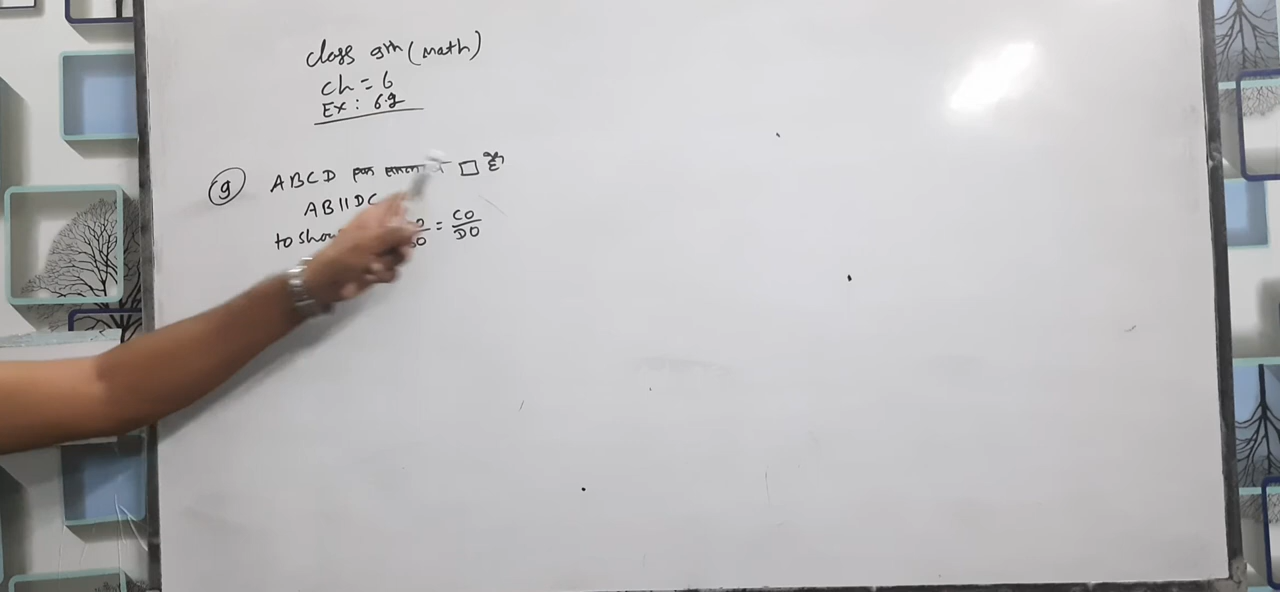 class 9th (math)
ch = 6
Ex: 6.2
9 ABCD □
AB || DC
to show = CO/DO